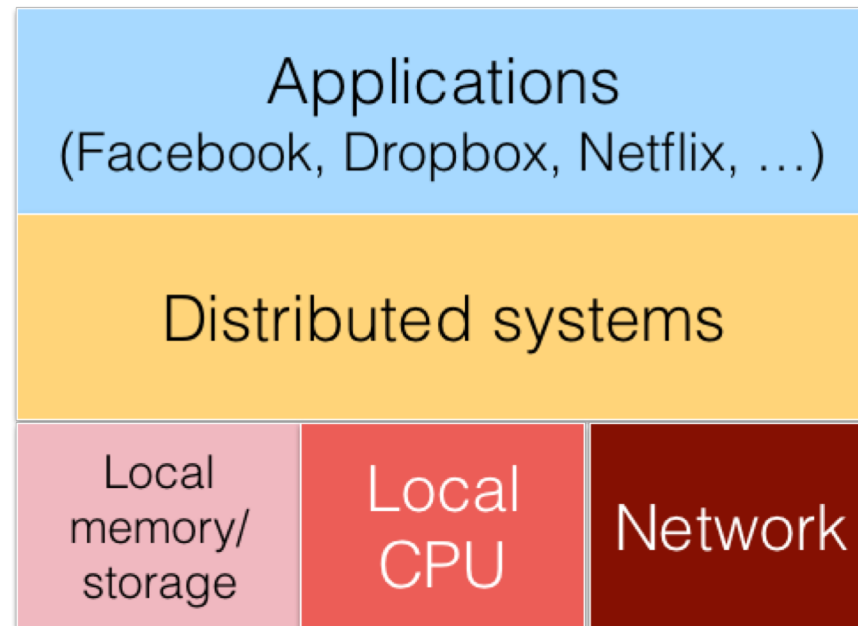 Applications
(Facebook, Dropbox, Netflix, …)
Distributed systems
Local
memory/
storage
Local
CPU
Network